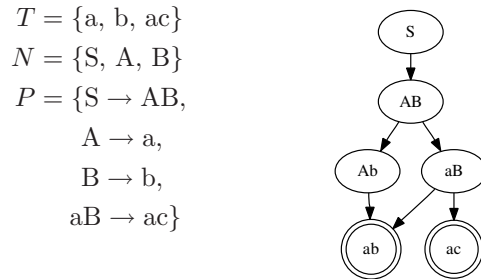 T = {a, b, ac}
N = {S, A, B}
P = {S → AB,
A → a,
B → b,
aB → ac}
S
AB
Ab aB
ab ac